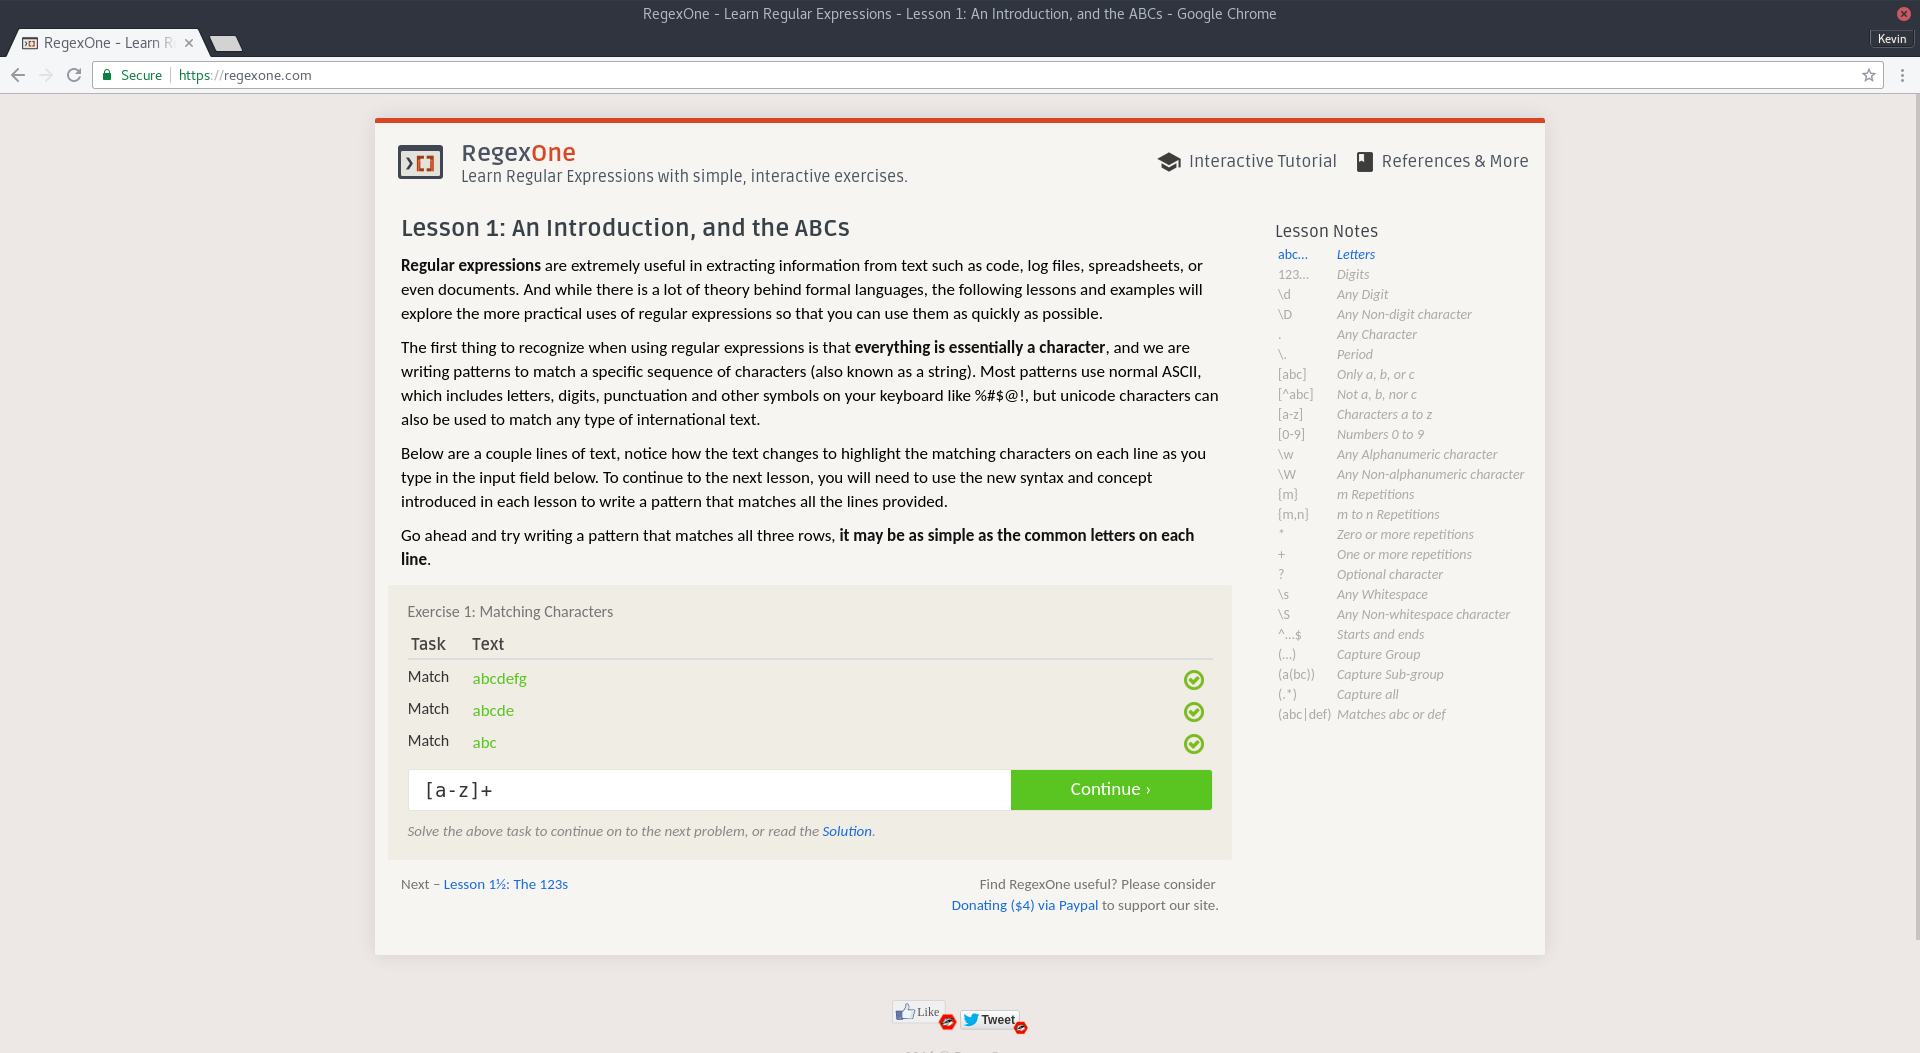 RegexOne - Learn Regular Expressions - Lesson 1: An Introduction, and the ABCs - Google Chrome
RegexOne - Learn R
Kevin
Secure https://regexone.com
RegexOne
Learn Regular Expressions with simple, interactive exercises.
Interactive Tutorial
References & More
Lesson 1: An Introduction, and the ABCs
Regular expressions are extremely useful in extracting information from text such as code, log files, spreadsheets, or
even documents. And while there is a lot of theory behind formal languages, the following lessons and examples will
explore the more practical uses of regular expressions so that you can use them as quickly as possible.
The first thing to recognize when using regular expressions is that everything is essentially a character, and we are
writing patterns to match a specific sequence of characters (also known as a string). Most patterns use normal ASCII,
which includes letters, digits, punctuation and other symbols on your keyboard like %#$@!, but unicode characters can
also be used to match any type of international text.
Below are a couple lines of text, notice how the text changes to highlight the matching characters on each line as you
type in the input field below. To continue to the next lesson, you will need to use the new syntax and concept
introduced in each lesson to write a pattern that matches all the lines provided.
Go ahead and try writing a pattern that matches all three rows, it may be as simple as the common letters on each
line.
Exercise 1: Matching Characters
Task Text
Match abcdefg
Match abcde
Match abc
[a-z]+
Continue ›
Solve the above task to continue on to the next problem, or read the Solution.
Next – Lesson 1½: The 123s
Find RegexOne useful? Please consider
Donating ($4) via Paypal to support our site.
Lesson Notes
abc… Letters
123… Digits
\d Any Digit
\D Any Non-digit character
. Any Character
\. Period
[abc] Only a, b, or c
[^abc] Not a, b, nor c
[a-z] Characters a to z
[0-9] Numbers 0 to 9
\w Any Alphanumeric character
\W Any Non-alphanumeric character
{m} m Repetitions
{m,n} m to n Repetitions
* Zero or more repetitions
+ One or more repetitions
? Optional character
\s Any Whitespace
\S Any Non-whitespace character
^…$ Starts and ends
(…) Capture Group
(a(bc)) Capture Sub-group
(.*) Capture all
(abc|def) Matches abc or def
Like
Tweet